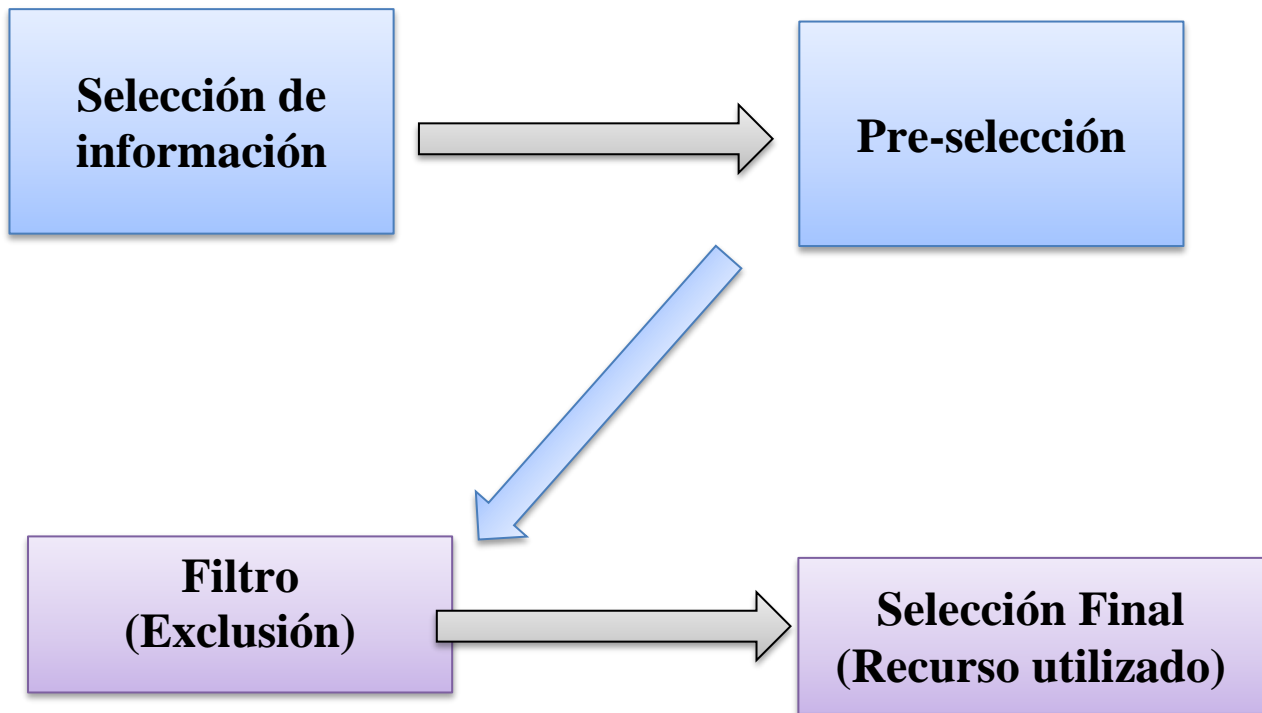 Selección de
información
Pre-selección
Filtro
(Exclusión)
Selección Final
(Recurso utilizado)